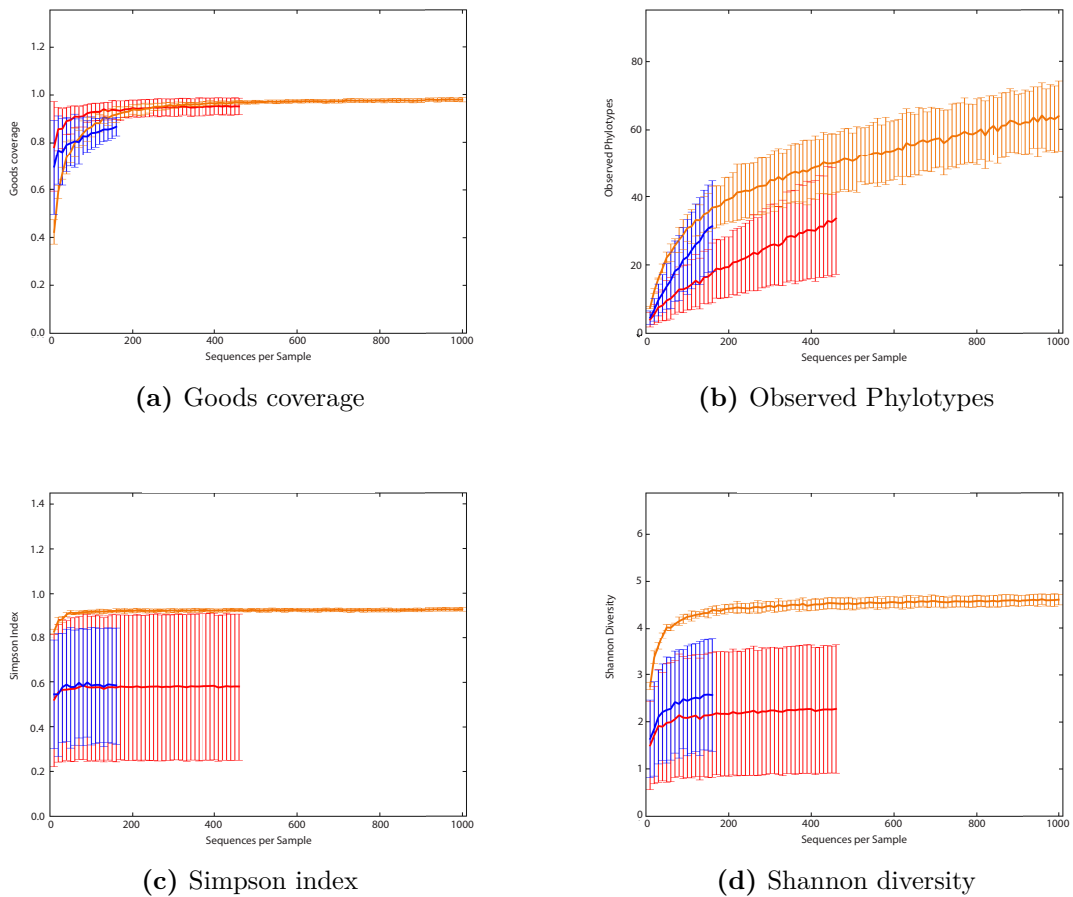 1.2
1.0
0.8
0.6
0.4
0.2
0.0
Goods coverage
0 200 400 600 800 1000
Sequences per Sample
(a) Goods coverage
80
60
40
20
0
Observed Phylotypes
0 200 400 600 800 1000
Sequences per Sample
(b) Observed Phylotypes
1.4
1.2
1.0
0.8
0.6
0.4
0.2
0.0
Simpson Index
0 200 400 600 800 1000
Sequences per Sample
(c) Simpson index
6
5
4
3
2
1
0
Shannon Diversity
0 200 400 600 800 1000
Sequences per Sample
(d) Shannon diversity